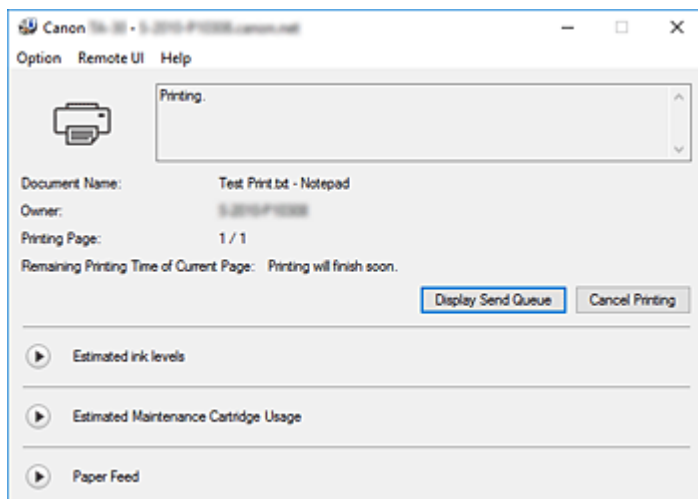 Canon
Option Remote UI Help
Printing.
Document Name: Test Print.txt - Notepad
Owner:
Printing Page: 1 / 1
Remaining Printing Time of Current Page: Printing will finish soon.
Display Send Queue Cancel Printing
Estimated ink levels
Estimated Maintenance Cartridge Usage
Paper Feed